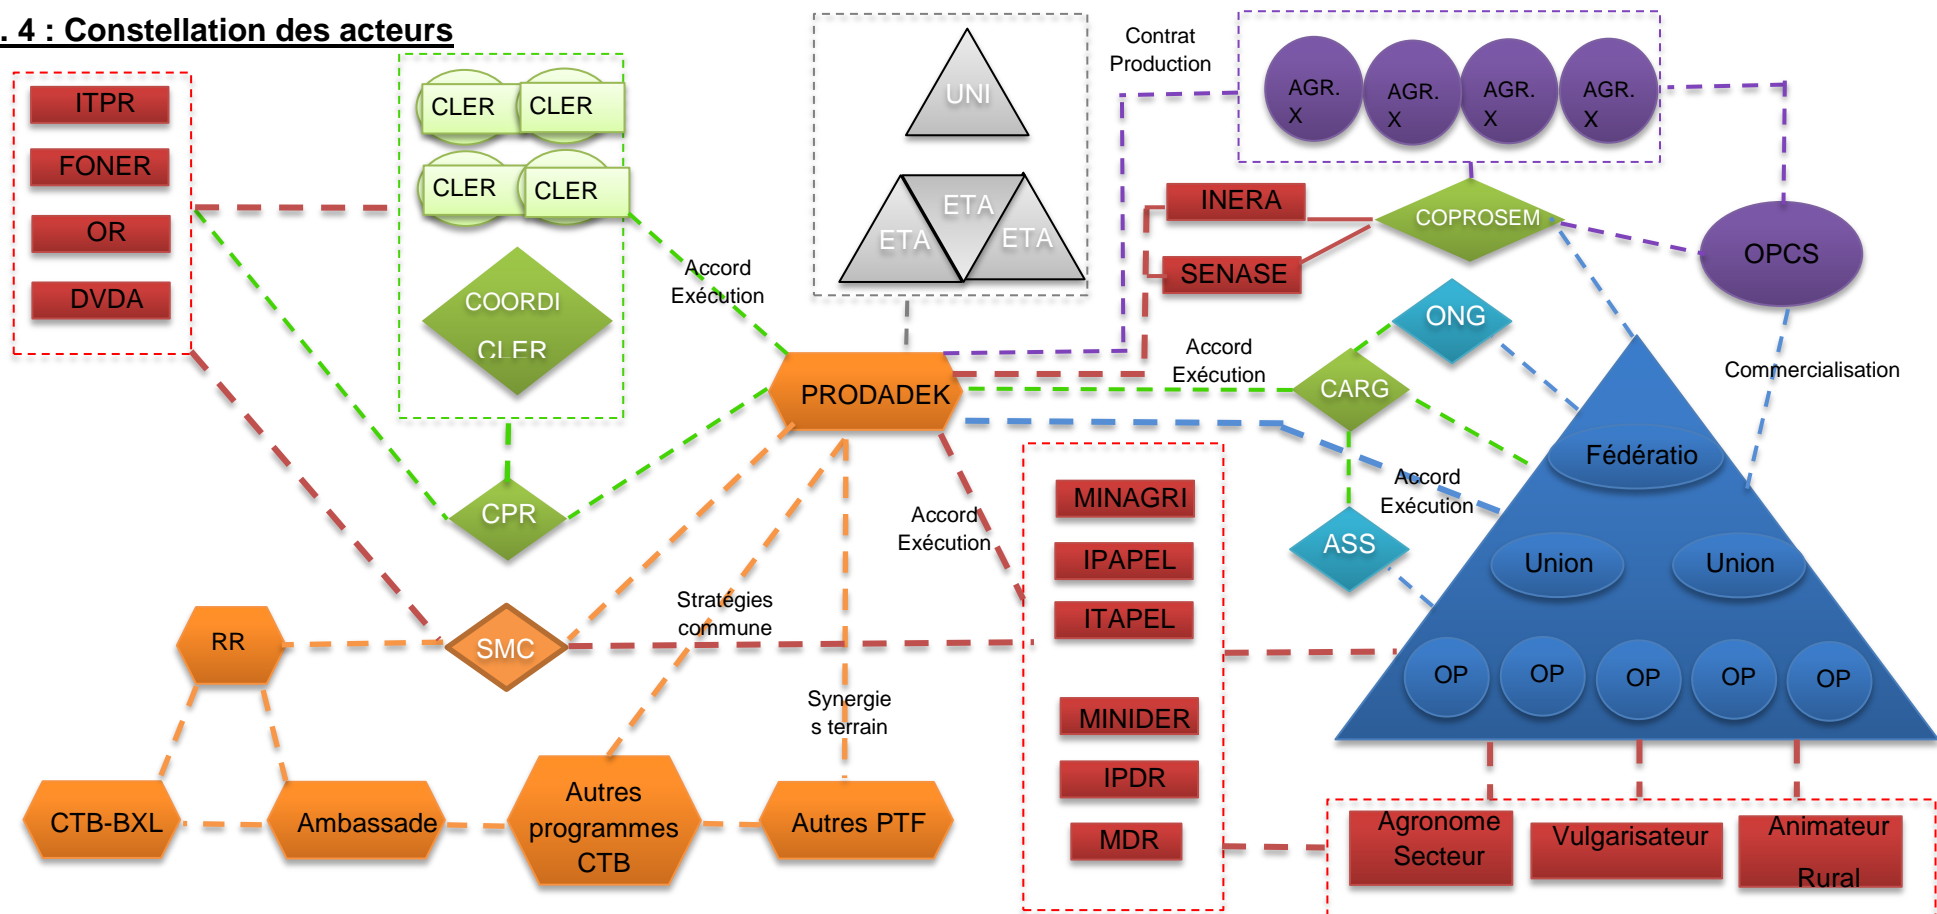 . 4 : Constellation des acteurs
ITPR
FONER
OR
DVDA
CLER
CLER
CLER
CLER
COORDI
CLER
Accord
Exécution
UNI
ETA
ETA
ETA
Contrat
Production
AGR.
X
AGR.
X
AGR.
X
AGR.
X
INERA
SENASE
COPROSEM
OPCS
ONG
Accord
Exécution
CARG
Commercialisation
PRODADEK
CPR
Accord
Exécution
MINAGRI
IPAPEL
ITAPEL
MINIDER
IPDR
MDR
ASS
Accord
Exécution
Fédératio
Union
Union
OP
OP
OP
OP
OP
Stratégies
commune
Synergie
s terrain
RR
SMC
CTB-BXL
Ambassade
Autres
programmes
CTB
Autres PTF
Agronome
Secteur
Vulgarisateur
Animateur
Rural